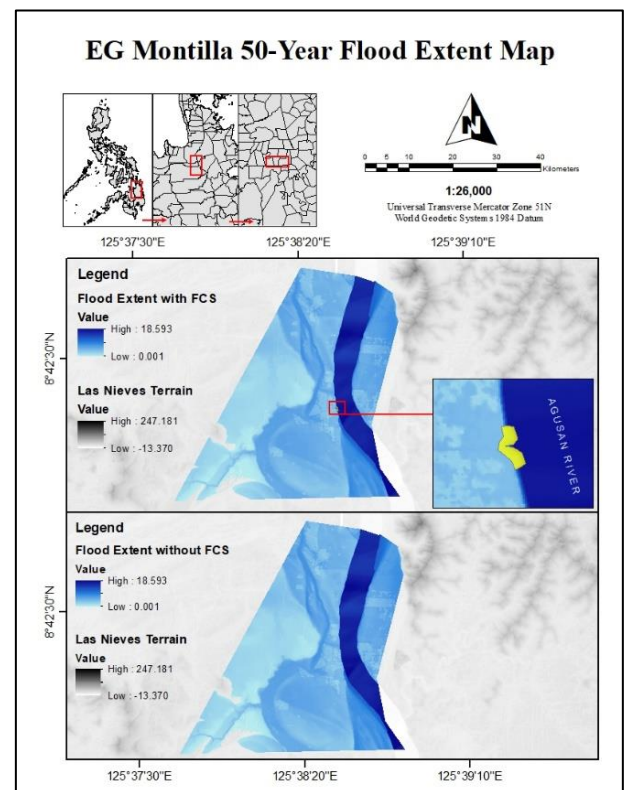 EG Montilla 50-Year Flood Extent Map
N
0 5 10 20 30 40
Kilometers
1:26,000
Universal Transverse Mercator Zone 51N
World Geodetic Systems 1984 Datum
125°37'30"E 125°38'20"E 125°39'10"E
Legend
Flood Extent with FCS
Value
High : 18.593
Low : 0.001
8°42'30"N
Las Nieves Terrain
Value
High : 247.181
Low : -13.370
AGUSAN RIVER
Legend
Flood Extent without FCS
Value
High : 18.593
Low : 0.001
8°42'30"N
Las Nieves Terrain
Value
High : 247.181
Low : -13.370
125°37'30"E 125°38'20"E 125°39'10"E